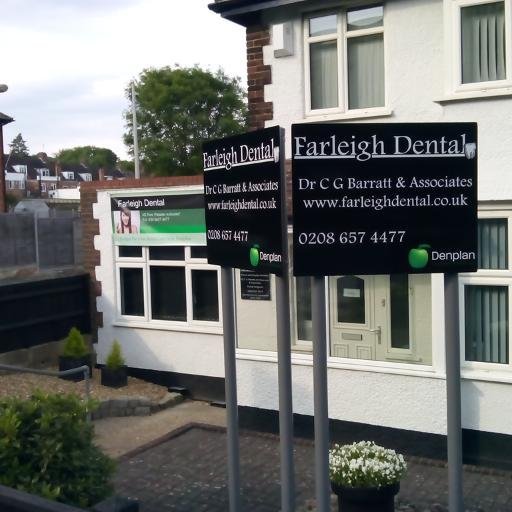 Farleigh Dental
Dr C G Barratt & Associates
www.farleighdental.co.uk
0208 657 4477
Denplan
Farleigh Dental
Dr C G Barratt & Associates
www.farleighdental.co.uk
0208 657 4477
Denplan
Farleigh Dental